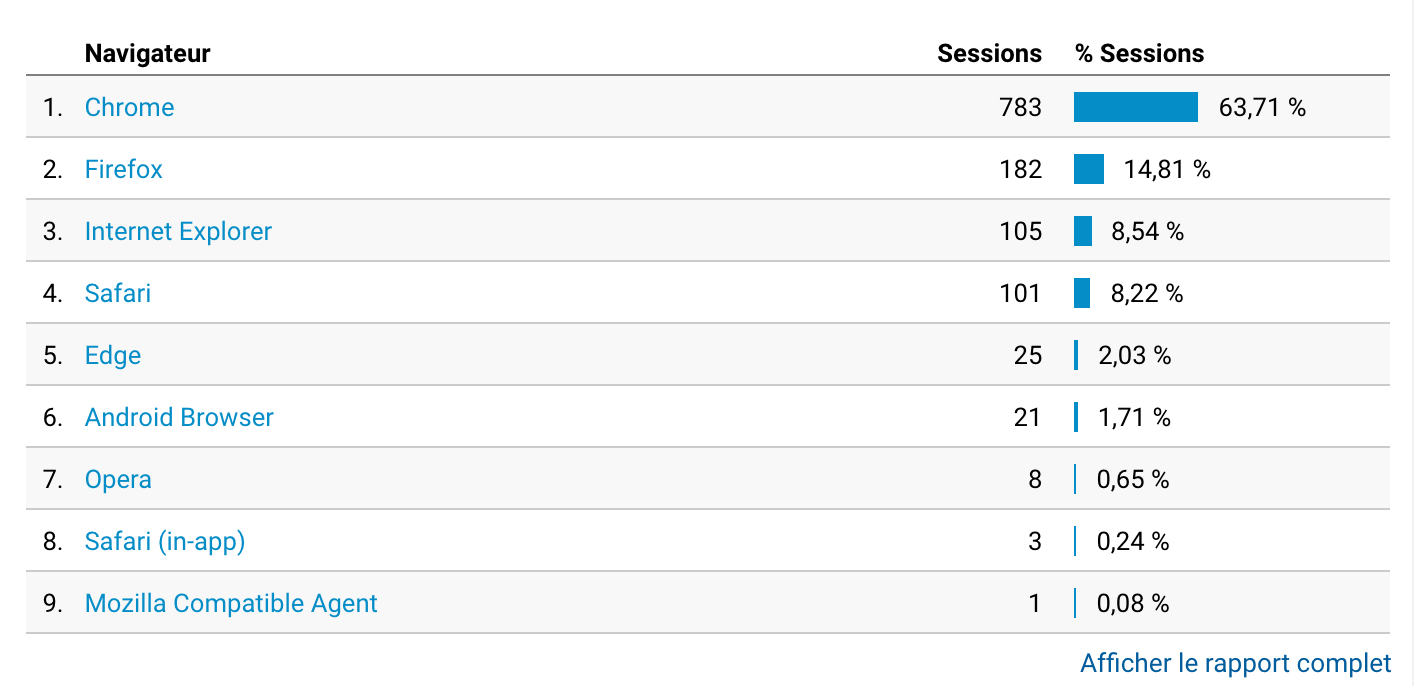 Navigateur Sessions % Sessions
1. Chrome 783 63,71 %
2. Firefox 182 14,81 %
3. Internet Explorer 105 8,54 %
4. Safari 101 8,22 %
5. Edge 25 2,03 %
6. Android Browser 21 1,71 %
7. Opera 8 0,65 %
8. Safari (in-app) 3 0,24 %
9. Mozilla Compatible Agent 1 0,08 %
Afficher le rapport complet